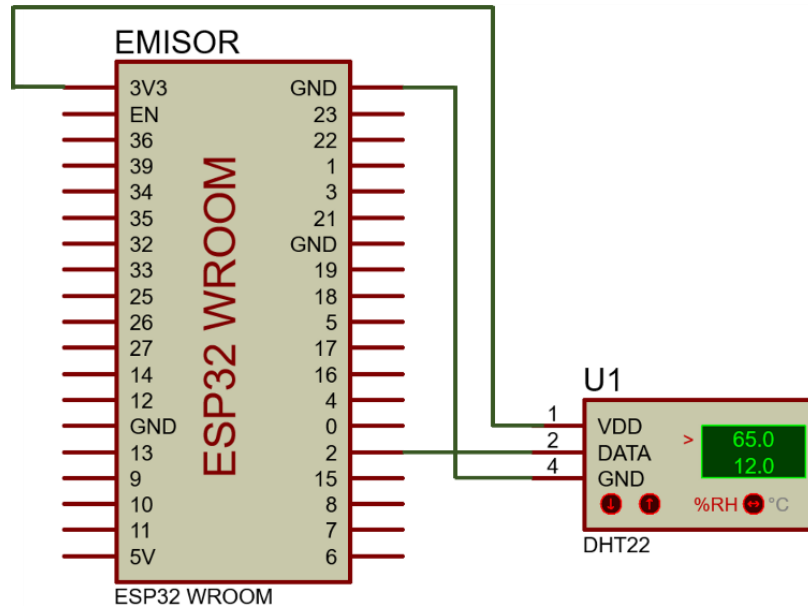 EMISOR
3V3 GND
EN 23
36 22
39 1
34 3
35 21
32 GND
33 19
25 18
26 5
27 17
14 16
12 4
GND 0
13 2
9 15
10 8
11 7
5V 6
ESP32 WROOM
ESP32 WROOM
U1
1 VDD > 65.0
2 DATA 12.0
4 GND
%RH °C
DHT22